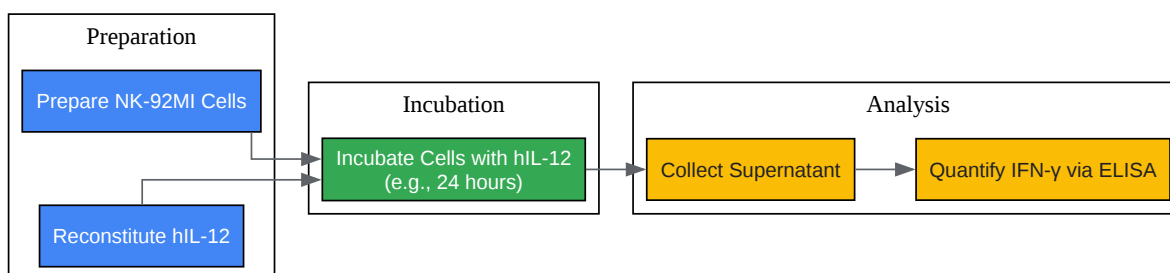 Preparation
Prepare NK-92MI Cells
Reconstitute hIL-12
Incubation
Incubate Cells with hIL-12
(e.g., 24 hours)
Analysis
Collect Supernatant
Quantify IFN-γ via ELISA